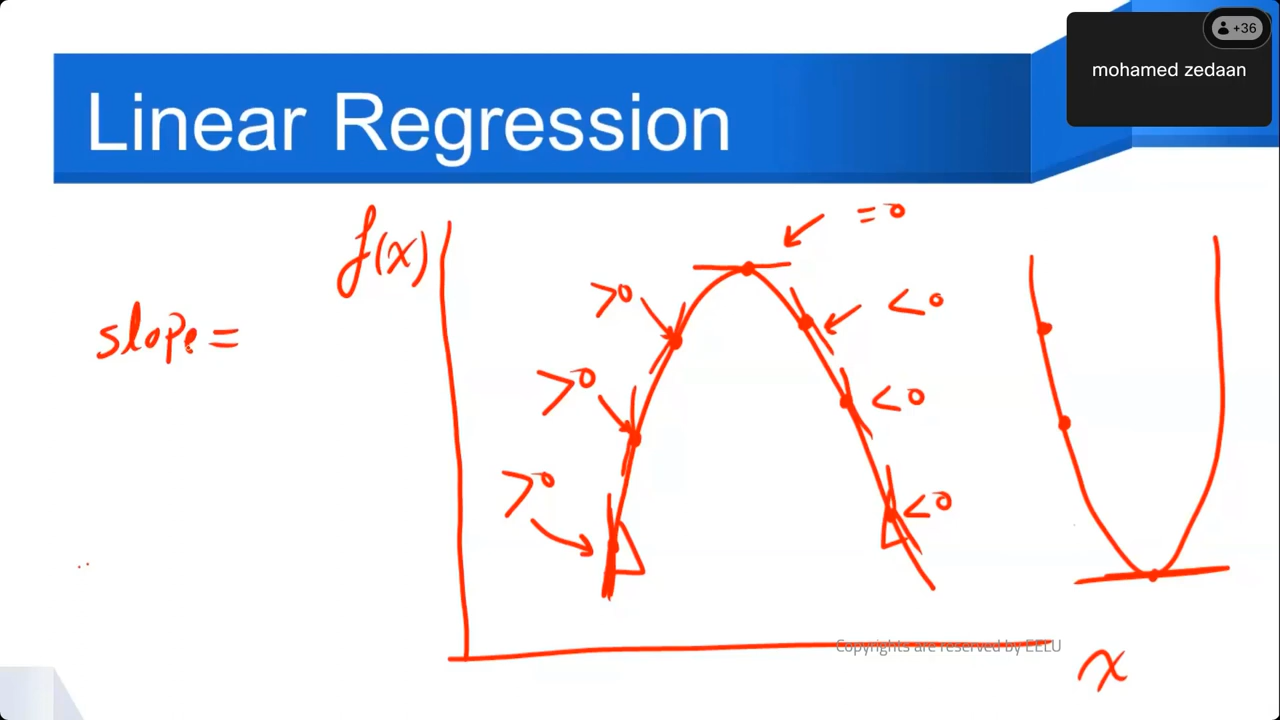 +36
mohamed zedaan
Linear Regression
= 0
f(x)
>0
<0
slope =
>0
<0
>0
<0
Copyrights are reserved by EELU
x